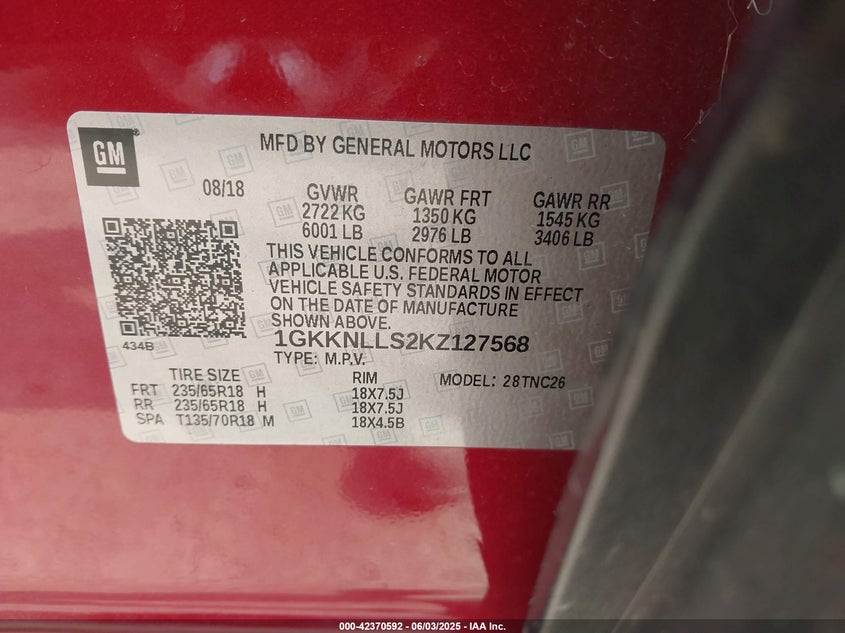 GM
MFD BY GENERAL MOTORS LLC
08/18
GVWR GAWR FRT GAWR RR
2722 KG 1350 KG 1545 KG
6001 LB 2976 LB 3406 LB
THIS VEHICLE CONFORMS TO ALL
APPLICABLE U.S. FEDERAL MOTOR
VEHICLE SAFETY STANDARDS IN EFFECT
ON THE DATE OF MANUFACTURE
SHOWN ABOVE.
434B
1GKKNLLS2KZ127568
TYPE: M.P.V.
TIRE SIZE RIM MODEL: 28TNC26
FRT 235/65R18 H 18X7.5J
RR 235/65R18 H 18X7.5J
SPA T135/70R18 M 18X4.5B
000-42370592 - 06/03/2025 - IAA Inc.